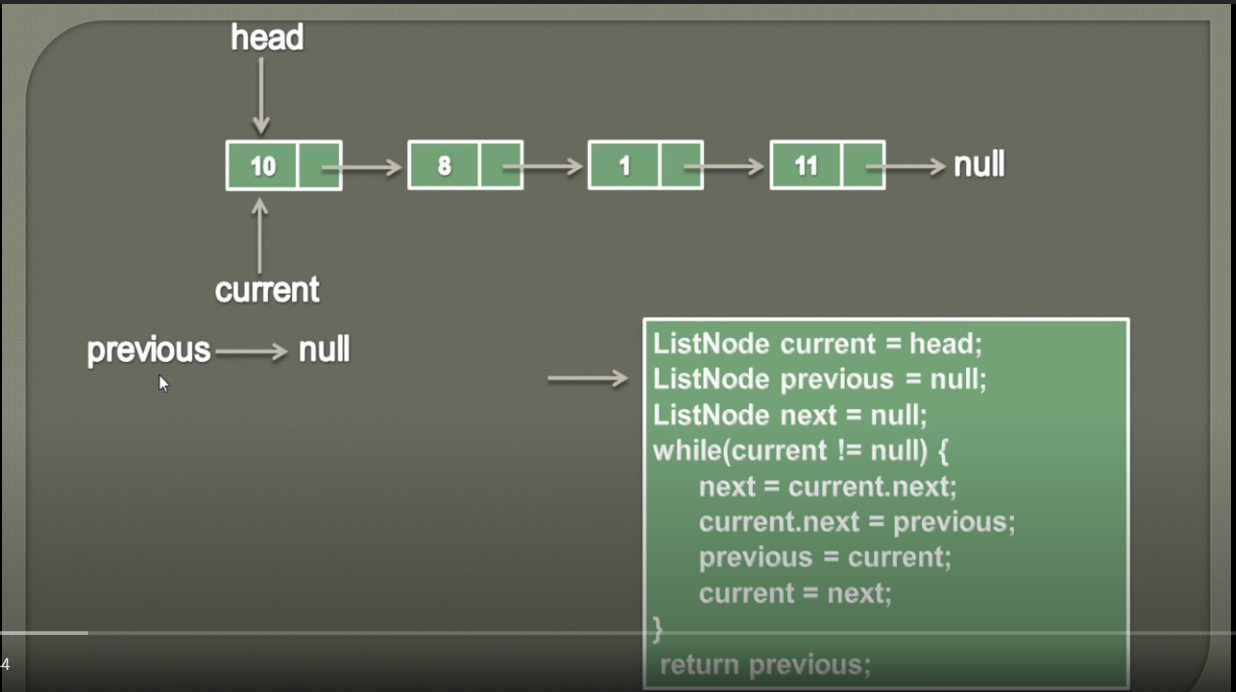 head
10 8 1 11 null
current
previous null
ListNode current = head;
ListNode previous = null;
ListNode next = null;
while(current != null) {
next = current.next;
current.next = previous;
previous = current;
current = next;
}
return previous;
4